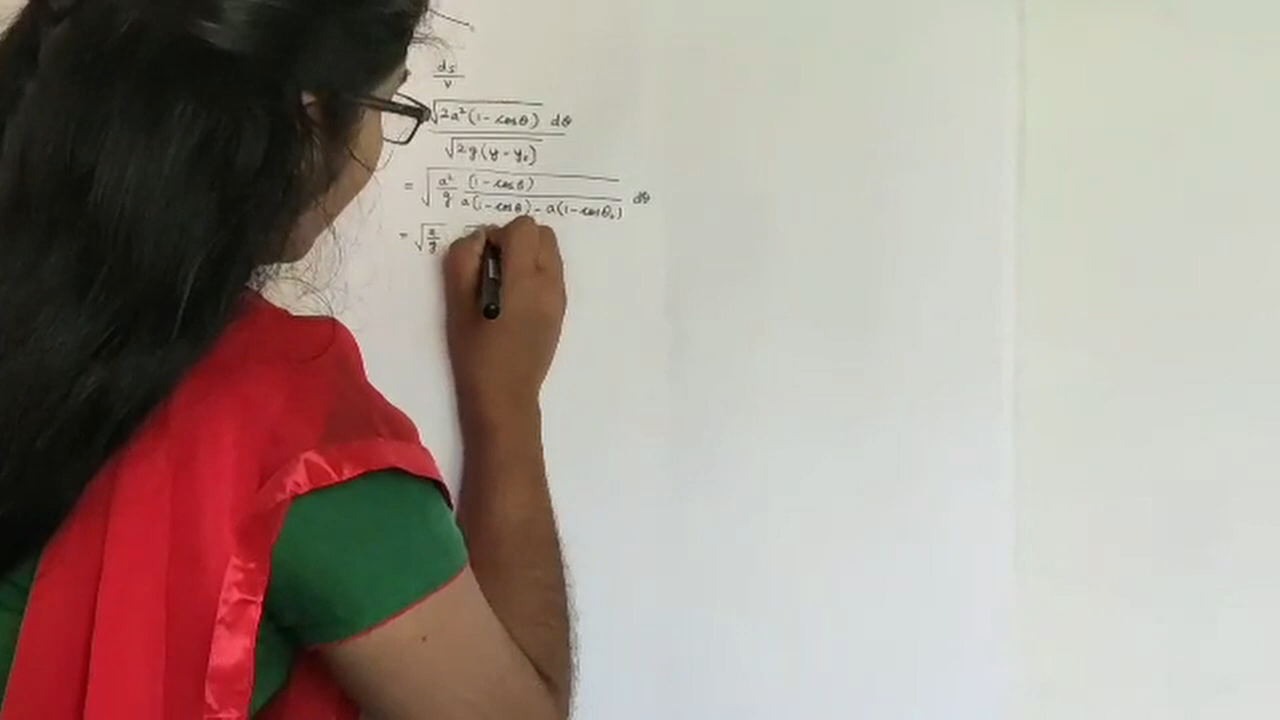 ds/v
√(2a²(1-cosθ)) dθ / √(2g(y-y₀))
= √(a²/g (1-cosθ) / (a(1-cosθ) - a(1-cosθ₀))) dθ
= √(a/g)